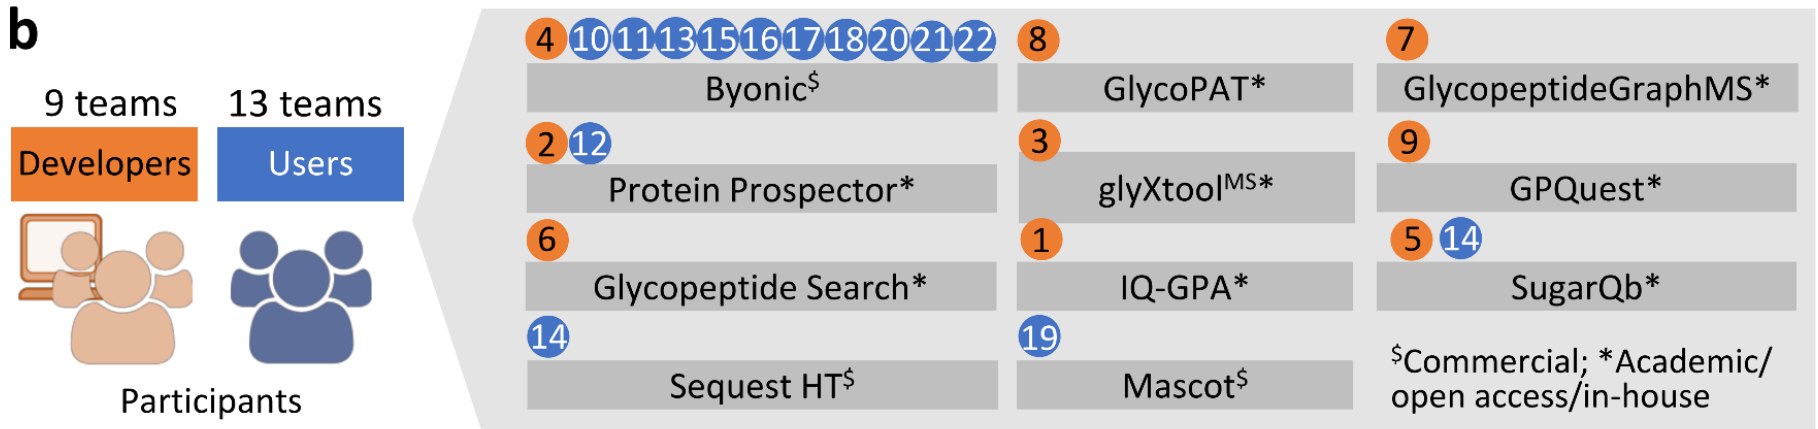 b
9 teams
13 teams
Developers
Users
Participants
4 10 11 13 15 16 17 18 20 21 22
Byonic$
8
GlycoPAT*
7
GlycopeptideGraphMS*
2 12
Protein Prospector*
3
glyXtoolMS*
9
GPQuest*
6
Glycopeptide Search*
1
IQ-GPA*
5 14
SugarQb*
14
Sequest HT$
19
Mascot$
$Commercial; *Academic/
open access/in-house